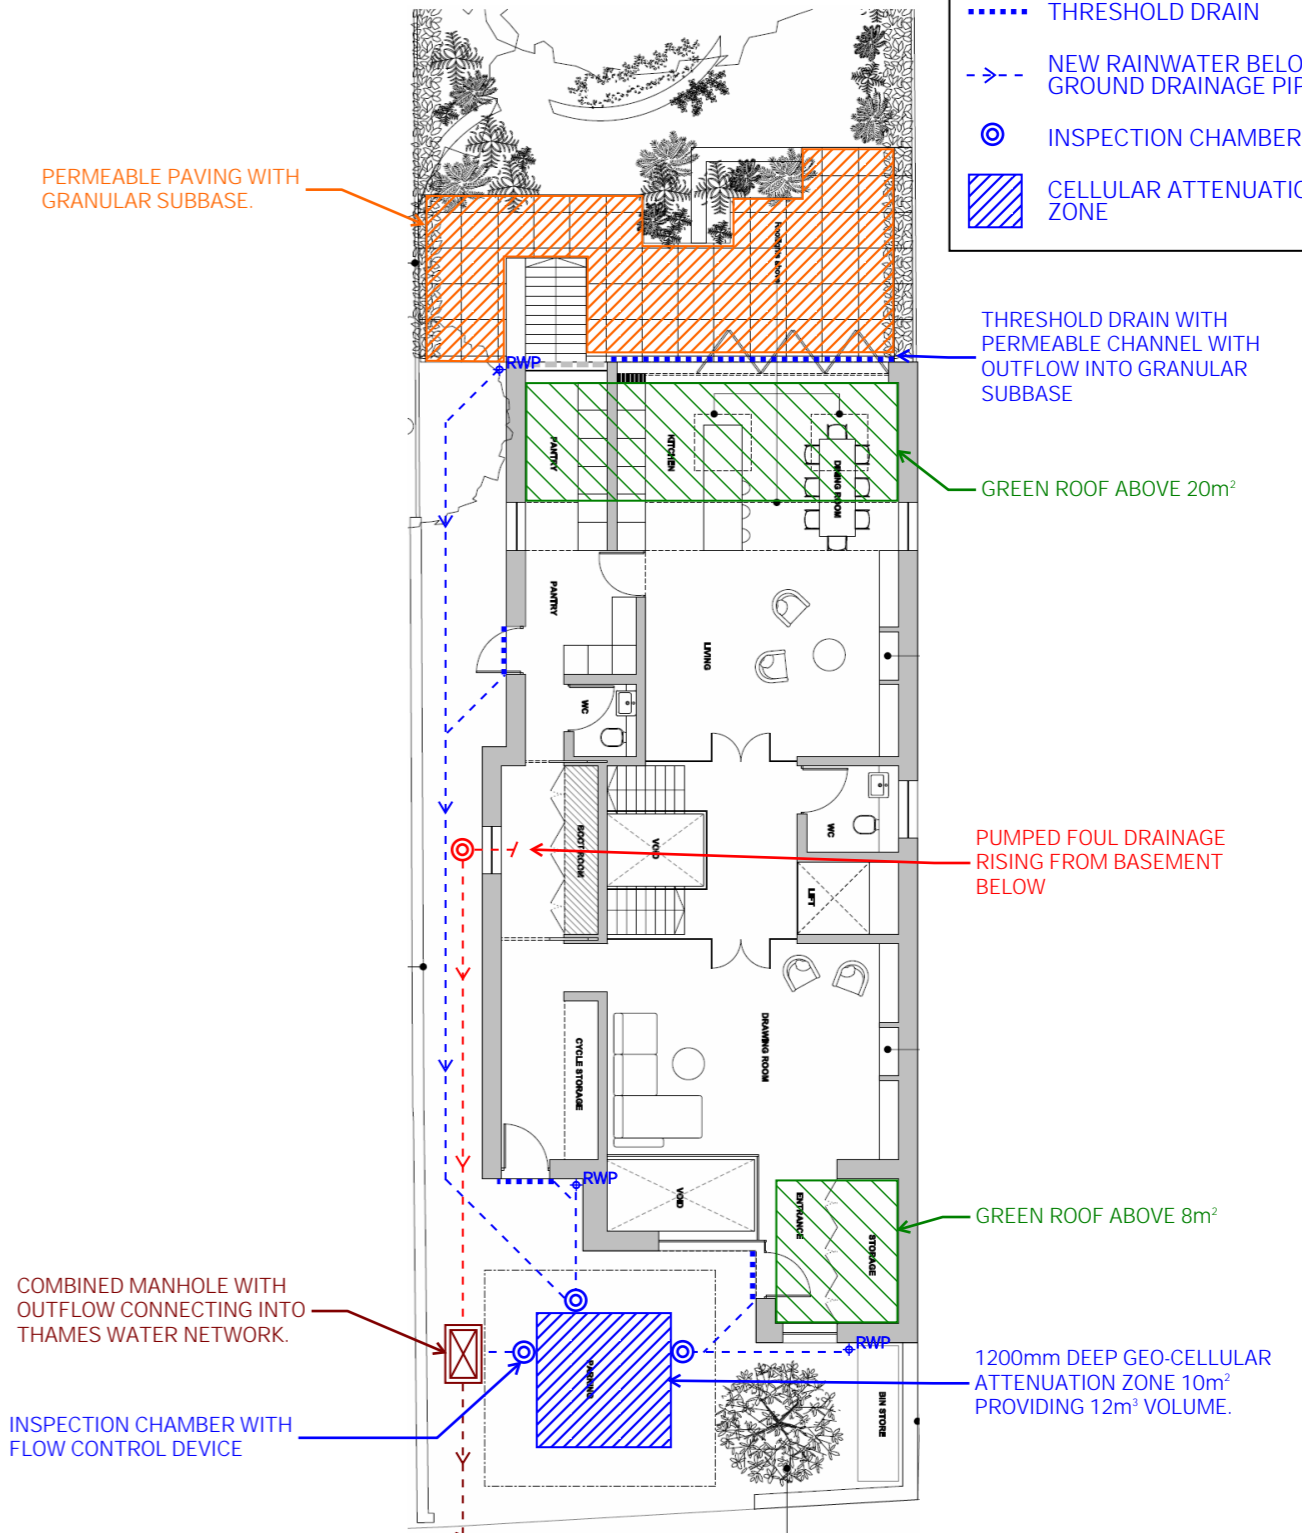 THRESHOLD DRAIN
NEW RAINWATER BELO
GROUND DRAINAGE PIP
INSPECTION CHAMBER
CELLULAR ATTENUATIO
ZONE
PERMEABLE PAVING WITH
GRANULAR SUBBASE.
Rooflights above
THRESHOLD DRAIN WITH
PERMEABLE CHANNEL WITH
OUTFLOW INTO GRANULAR
SUBBASE
RWP
PANTRY
KITCHEN
DINING ROOM
GREEN ROOF ABOVE 20m²
PANTRY
LIVING
WC
BOOT ROOM
VOID
WC
LIFT
PUMPED FOUL DRAINAGE
RISING FROM BASEMENT
BELOW
CYCLE STORAGE
DRAWING ROOM
RWP
VOID
ENTRANCE
STORAGE
GREEN ROOF ABOVE 8m²
COMBINED MANHOLE WITH
OUTFLOW CONNECTING INTO
THAMES WATER NETWORK.
RWP
PARKING
BIN STORE
1200mm DEEP GEO-CELLULAR
ATTENUATION ZONE 10m²
PROVIDING 12m³ VOLUME.
INSPECTION CHAMBER WITH
FLOW CONTROL DEVICE